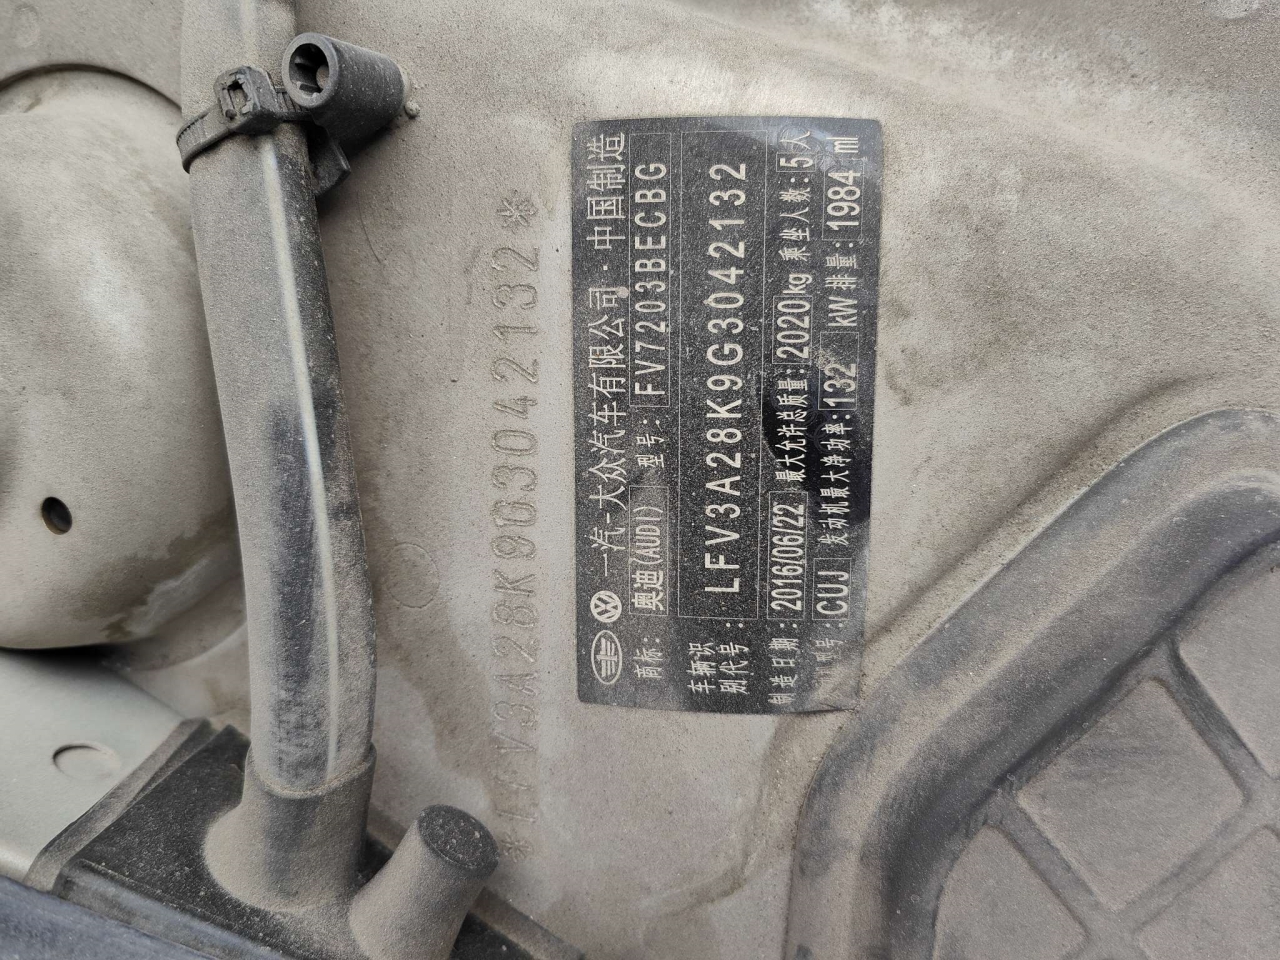 *LFV3A28K9G3042132*
一汽-大众汽车有限公司·中国制造
商标: 奥迪(AUDI) 型号: FV7203BECBG
车辆识别代号: LFV3A28K9G3042132
制造日期: 2016/06/22 最大允许总质量: 2020kg 乘坐人数: 5人
型号: CUJ 发动机最大净功率: 132 kW 排量: 1984 ml